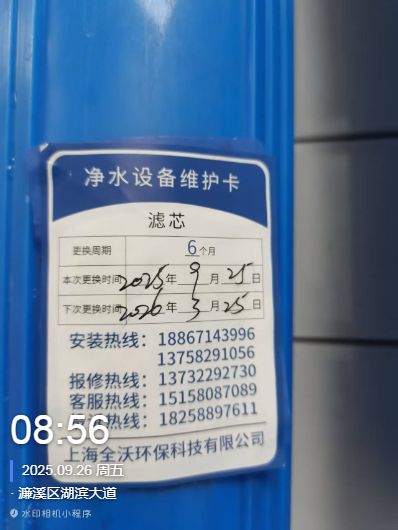 净水设备维护卡
滤芯
更换周期 6个月
本次更换时间 2025年 9月 25日
下次更换时间 2026年 3月 25日
安装热线：18867143996
13758291056
报修热线：13732292730
客服热线：15158087089
热线：18258897611
上海全沃环保科技有限公司
08:56
2025.09.26 周五
· 濂溪区湖滨大道
水印相机小程序